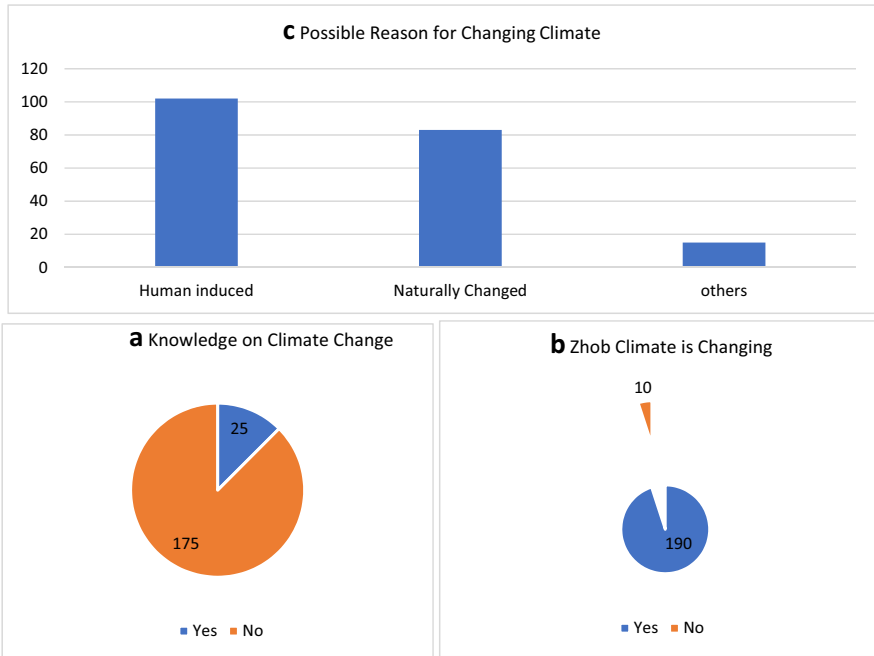 c Possible Reason for Changing Climate
120
100
80
60
40
20
0
Human induced Naturally Changed others
a Knowledge on Climate Change
25
175
Yes No
b Zhob Climate is Changing
10
190
Yes No